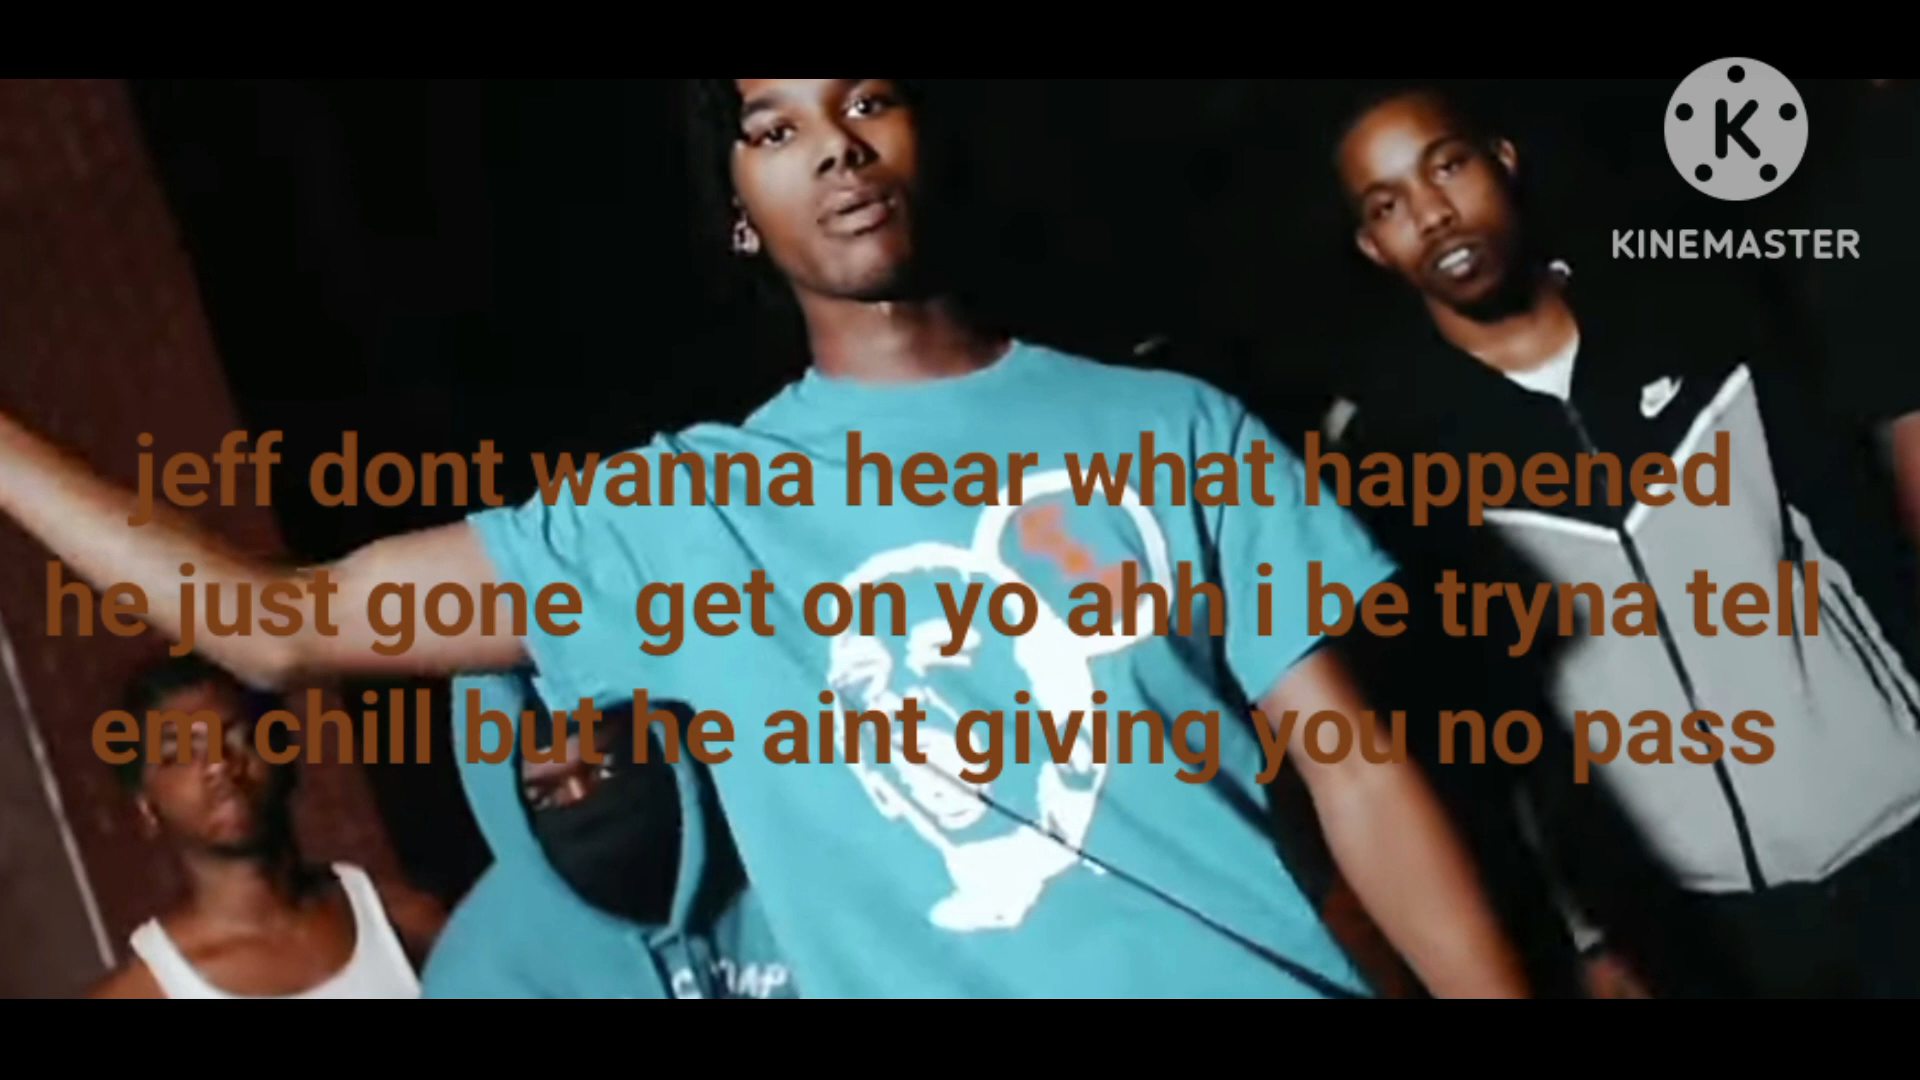 K
KINEMASTER
jeff dont wanna hear what happened
he just gone  get on yo ahh i be tryna tell
em chill but he aint giving you no pass